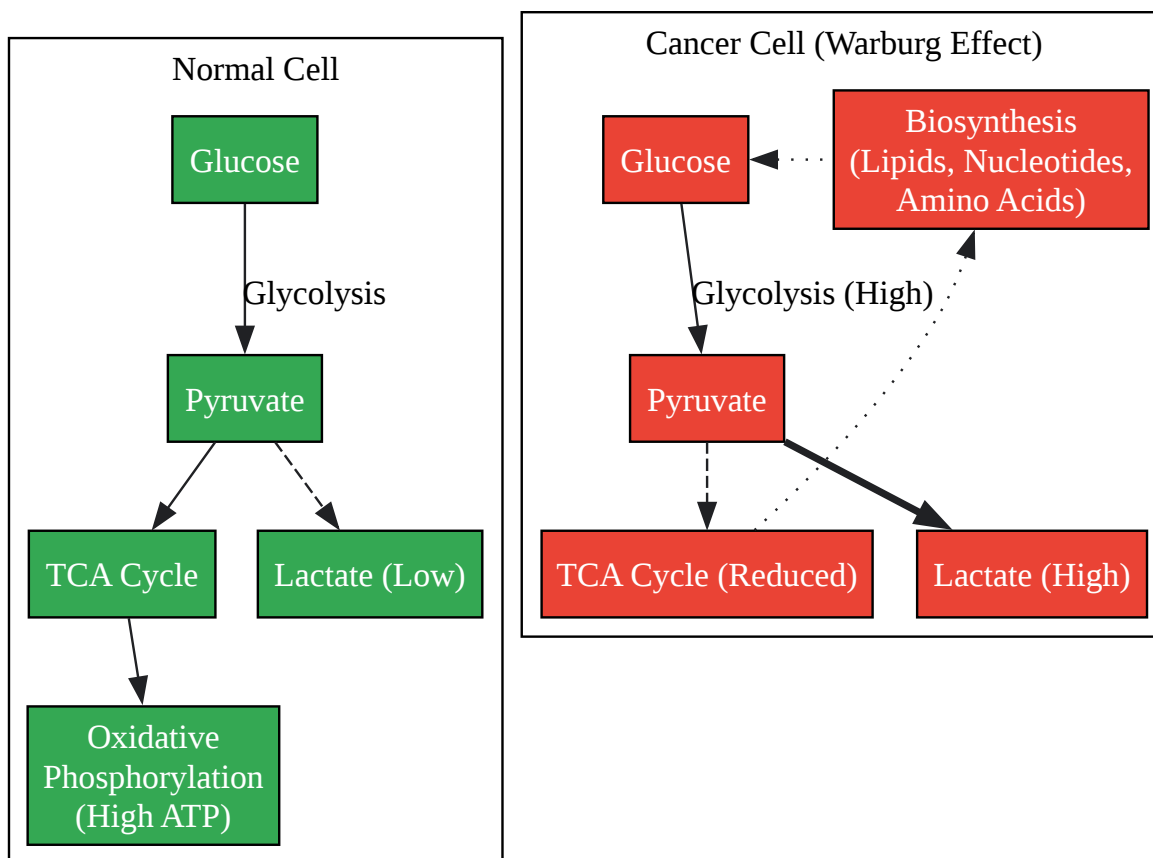 Normal Cell
Glucose
Glycolysis
Pyruvate
TCA Cycle
Lactate (Low)
Oxidative
Phosphorylation
(High ATP)
Cancer Cell (Warburg Effect)
Glucose
Biosynthesis
(Lipids, Nucleotides,
Amino Acids)
Glycolysis (High)
Pyruvate
TCA Cycle (Reduced)
Lactate (High)